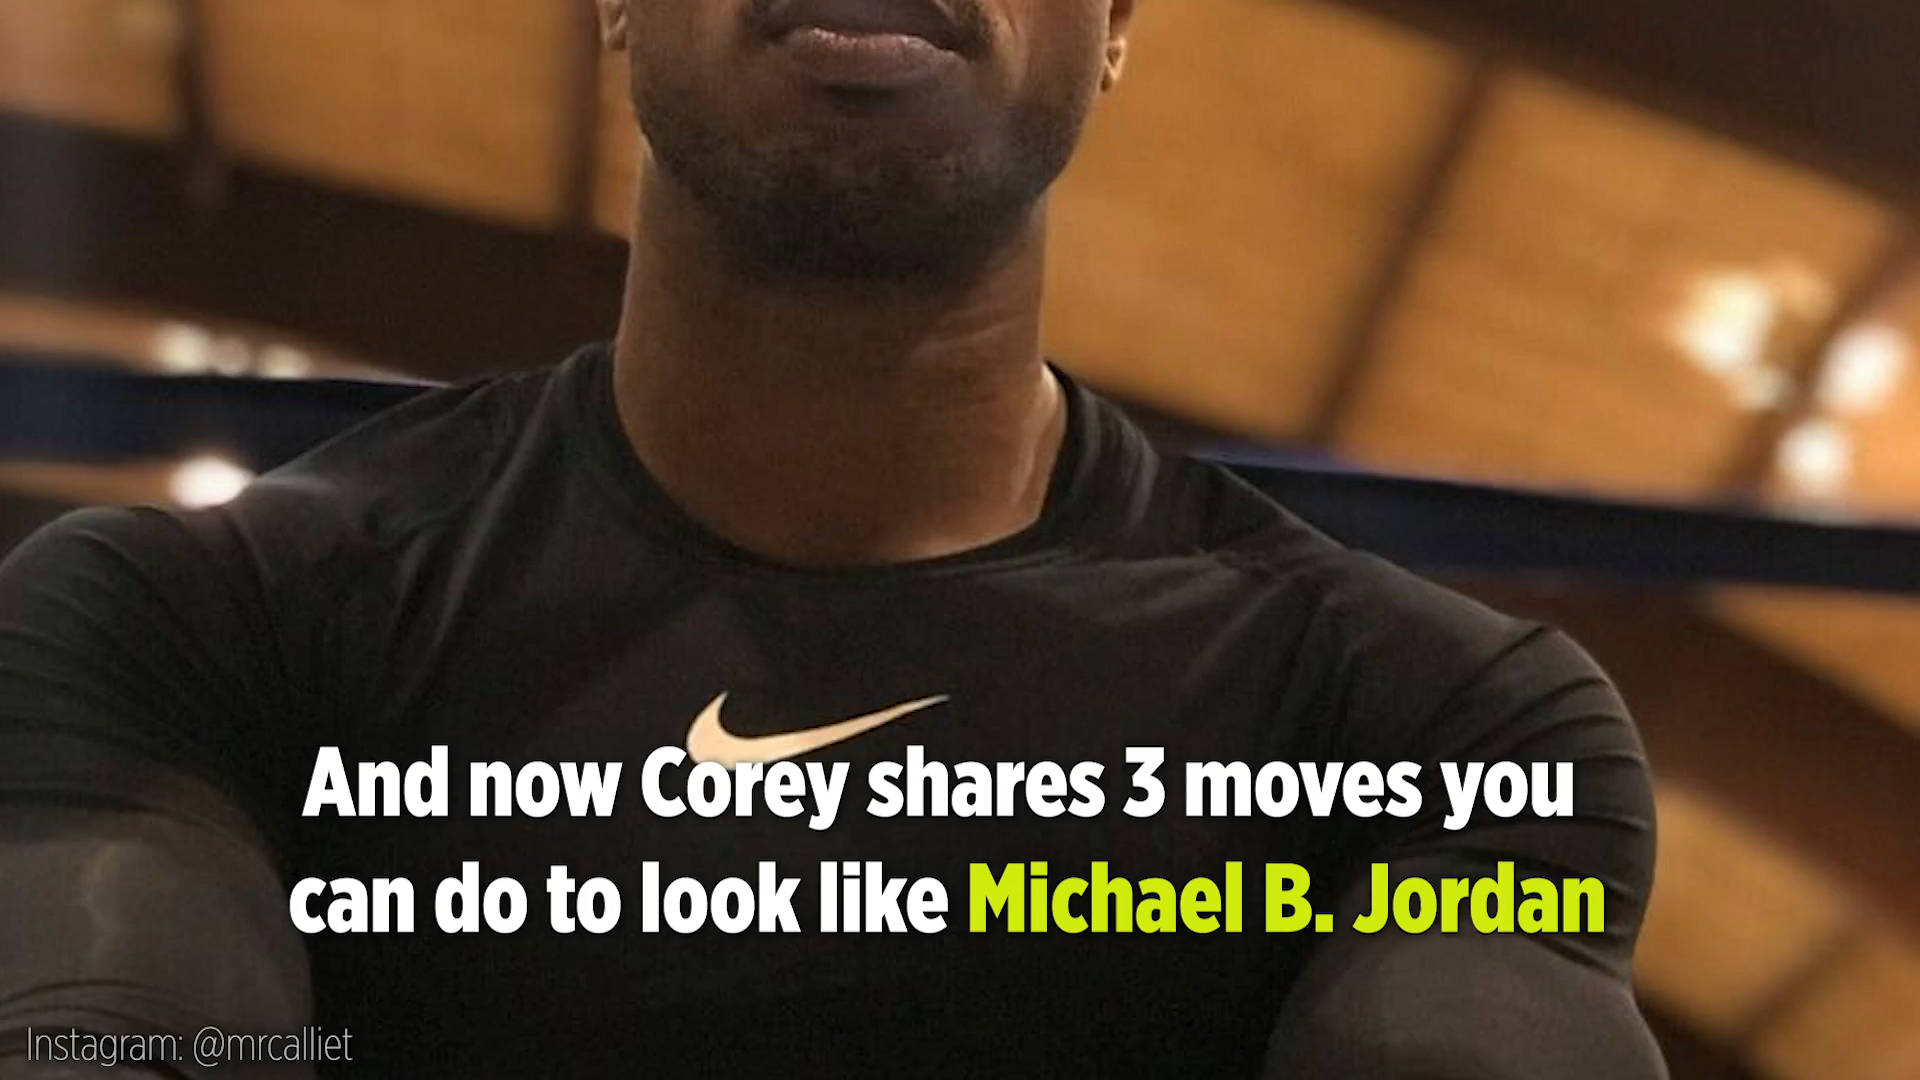 And now Corey shares 3 moves you
can do to look like Michael B. Jordan
Instagram: @mrcalliet